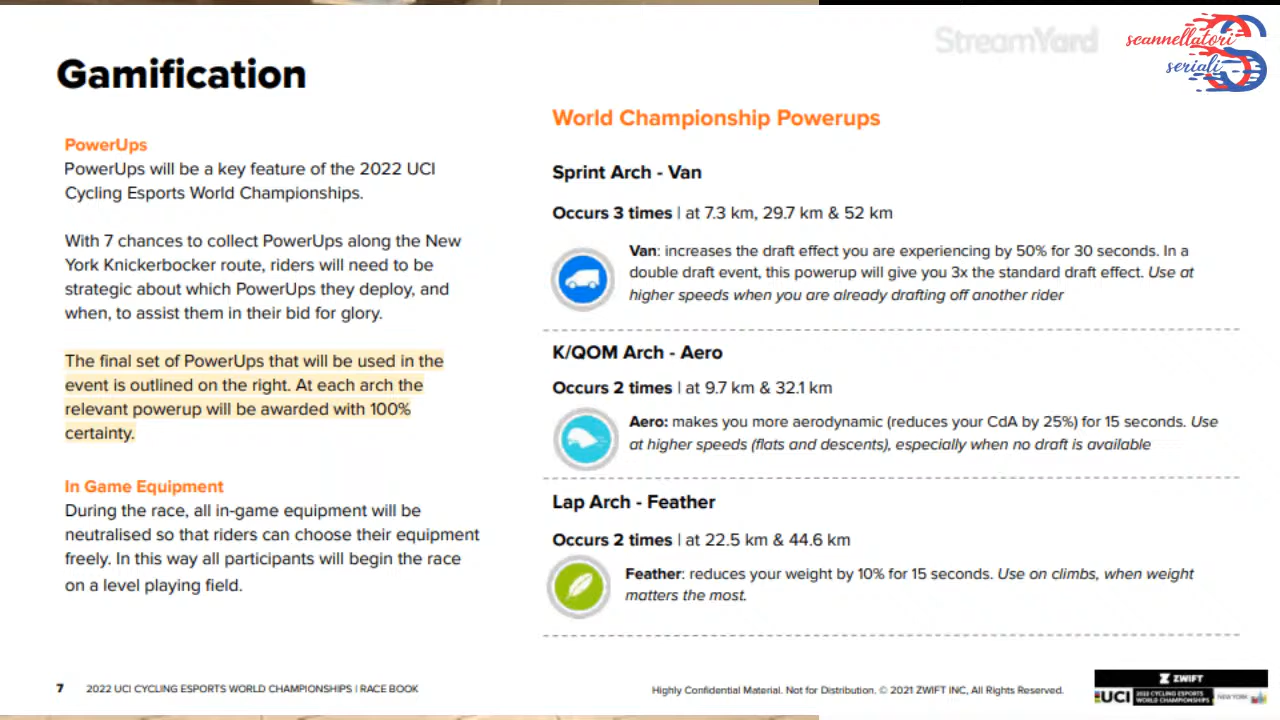 StreamYard
scannellatori
seriali
Gamification
PowerUps
PowerUps will be a key feature of the 2022 UCI
Cycling Esports World Championships.
With 7 chances to collect PowerUps along the New
York Knickerbocker route, riders will need to be
strategic about which PowerUps they deploy, and
when, to assist them in their bid for glory.
The final set of PowerUps that will be used in the
event is outlined on the right. At each arch the
relevant powerup will be awarded with 100%
certainty.
In Game Equipment
During the race, all in-game equipment will be
neutralised so that riders can choose their equipment
freely. In this way all participants will begin the race
on a level playing field.
World Championship Powerups
Sprint Arch - Van
Occurs 3 times | at 7.3 km, 29.7 km & 52 km
Van: increases the draft effect you are experiencing by 50% for 30 seconds. In a
double draft event, this powerup will give you 3x the standard draft effect. Use at
higher speeds when you are already drafting off another rider
K/QOM Arch - Aero
Occurs 2 times | at 9.7 km & 32.1 km
Aero: makes you more aerodynamic (reduces your CdA by 25%) for 15 seconds. Use
at higher speeds (flats and descents), especially when no draft is available
Lap Arch - Feather
Occurs 2 times | at 22.5 km & 44.6 km
Feather: reduces your weight by 10% for 15 seconds. Use on climbs, when weight
matters the most.
7 2022 UCI CYCLING ESPORTS WORLD CHAMPIONSHIPS | RACE BOOK
Highly Confidential Material. Not for Distribution. © 2021 ZWIFT INC, All Rights Reserved.
ZWIFT
UCI 2022 CYCLING ESPORTS
WORLD CHAMPIONSHIPS
NEW YORK